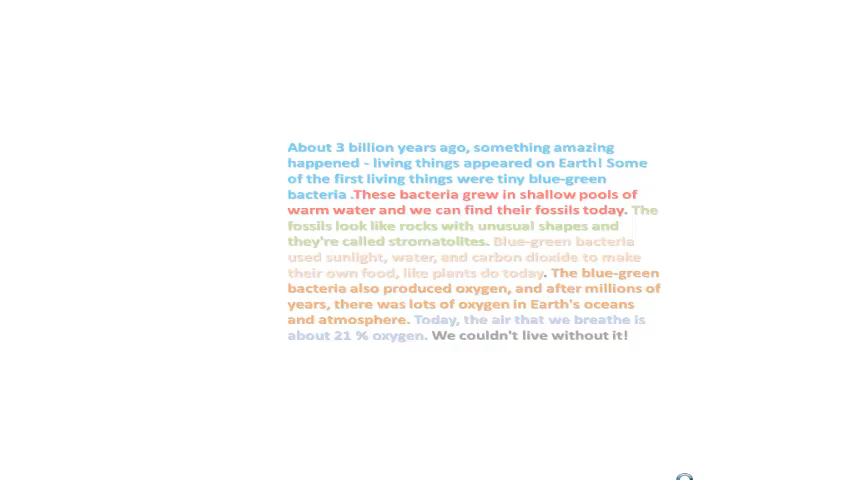 About 3 billion years ago, something amazing
happened - living things appeared on Earth! Some
of the first living things were tiny blue-green
bacteria .These bacteria grew in shallow pools of
warm water and we can find their fossils today. The
fossils look like rocks with unusual shapes and
they're called stromatolites. Blue-green bacteria
used sunlight, water, end carbon dioxide to make
their own food, like plants do today. The blue-green
bacteria also produced oxygen, and after millions of
years, there was lots of oxygen in Earth's oceans
and atmosphere. Today, the air that we breathe is
about 21 % oxygen. We couldn't live without it!